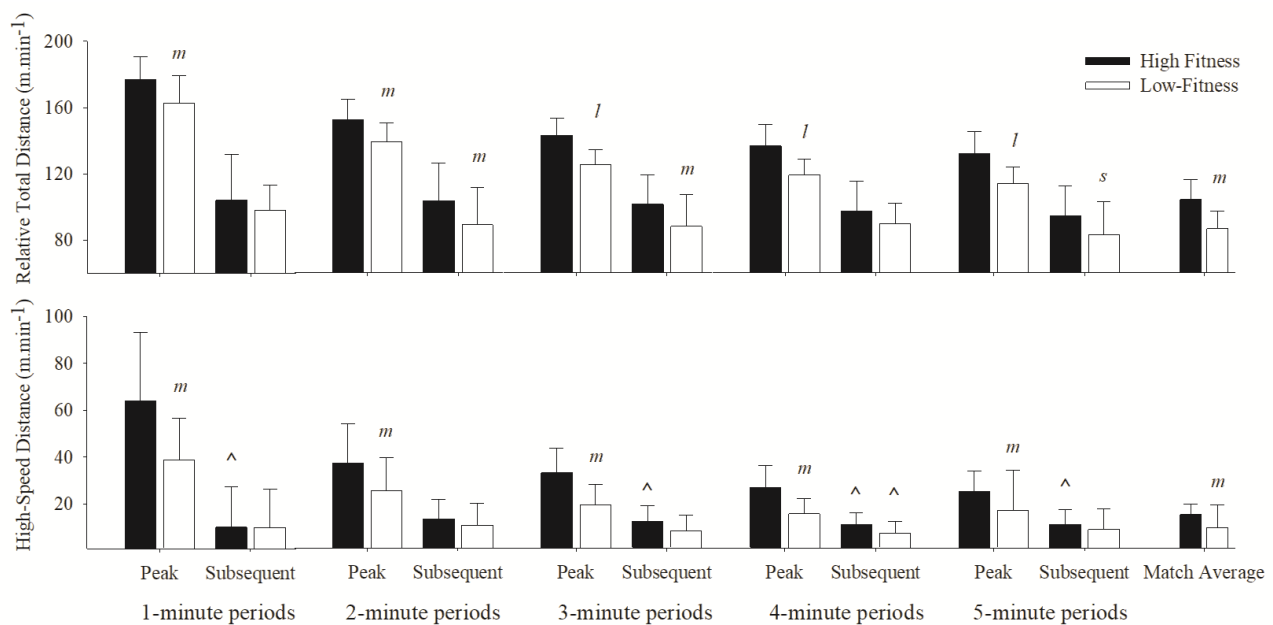 Relative Total Distance (m.min-1)
200
160
120
80
m
m
m
l
m
l
l
s
m
High Fitness
Low-Fitness
High-Speed Distance (m.min-1)
100
80
60
40
20
m
^
m
m
^
m
^ ^
m
^
m
Peak Subsequent Peak Subsequent Peak Subsequent Peak Subsequent Peak Subsequent Match Average
1-minute periods 2-minute periods 3-minute periods 4-minute periods 5-minute periods